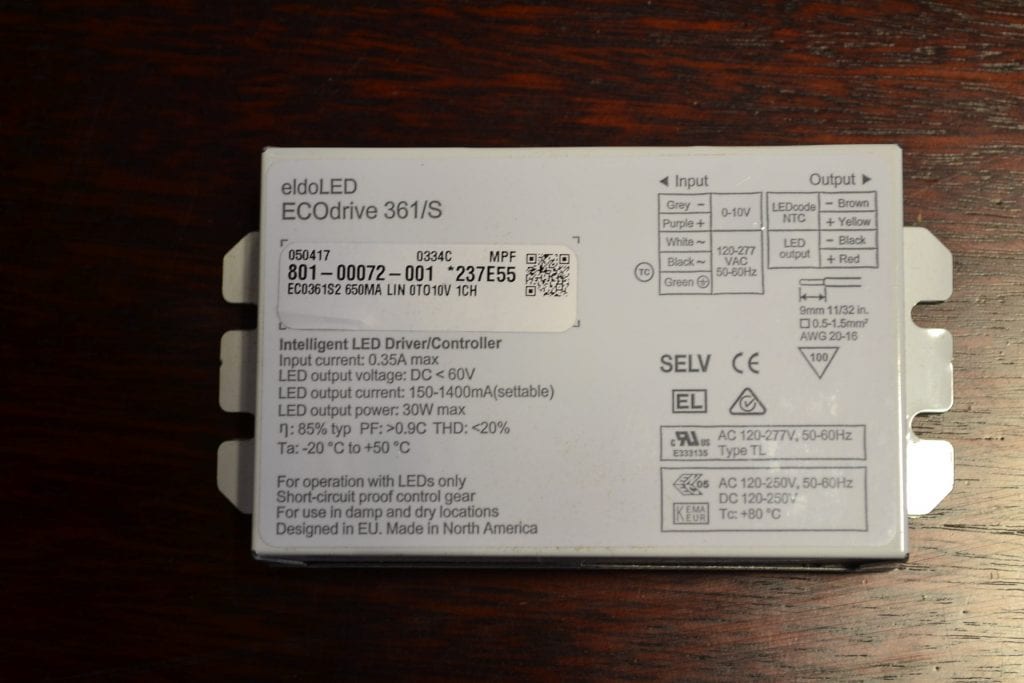 eldoLED
ECOdrive 361/S
050417 0334C MPF
801-00072-001 *237E55
EC0361S2 650MA LIN 0TO10V 1CH
Intelligent LED Driver/Controller
Input current: 0.35A max
LED output voltage: DC < 60V
LED output current: 150-1400mA(settable)
LED output power: 30W max
η: 85% typ PF: >0.9C THD: <20%
Ta: -20 °C to +50 °C
For operation with LEDs only
Short-circuit proof control gear
For use in damp and dry locations
Designed in EU. Made in North America
◄ Input
Grey –
Purple +
0-10V
White ~
Black ~
Green ⏚
120-277
VAC
50-60Hz
TC
Output ►
LEDcode
NTC
– Brown
+ Yellow
LED
output
– Black
+ Red
9mm 11/32 in.
☐ 0.5-1.5mm²
AWG 20-16
SELV CE
100
EL
c RU us
E333135
AC 120-277V, 50-60Hz
Type TL
05
KEMA
EUR
AC 120-250V, 50-60Hz
DC 120-250V
Tc: +80 °C